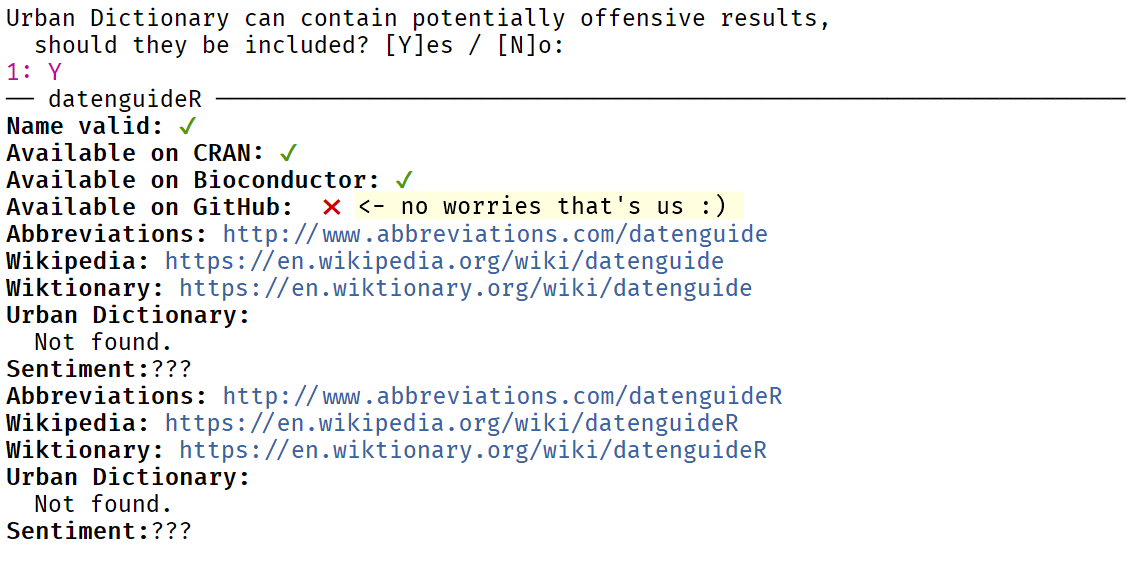 Urban Dictionary can contain potentially offensive results,
  should they be included? [Y]es / [N]o:
1: Y
── datenguideR ─────────────────────────────────────────────────────────────────
Name valid: ✔
Available on CRAN: ✔
Available on Bioconductor: ✔
Available on GitHub:  ✖ <- no worries that's us :)
Abbreviations: http://www.abbreviations.com/datenguide
Wikipedia: https://en.wikipedia.org/wiki/datenguide
Wiktionary: https://en.wiktionary.org/wiki/datenguide
Urban Dictionary:
  Not found.
Sentiment:???
Abbreviations: http://www.abbreviations.com/datenguideR
Wikipedia: https://en.wikipedia.org/wiki/datenguideR
Wiktionary: https://en.wiktionary.org/wiki/datenguideR
Urban Dictionary:
  Not found.
Sentiment:???